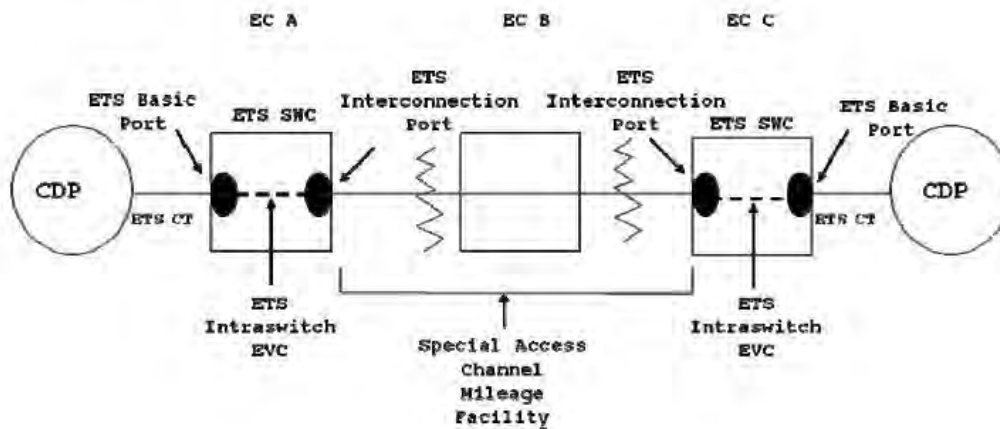 EC A
EC B
EC C
ETS Basic
Port
ETS SWC
ETS
Interconnection
Port
ETS
Interconnection
Port
ETS SWC
ETS Basic
Port
CDP
ETS CT
ETS CT
CDP
ETS
Intraswitch
EVC
ETS
Intraswitch
EVC
Special Access
Channel
Mileage
Facility